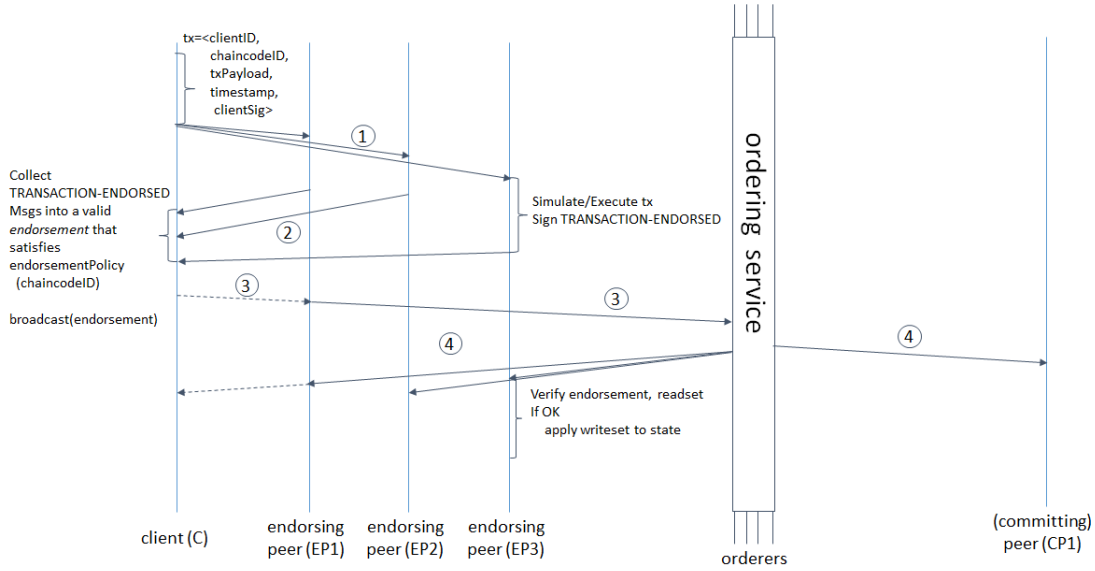 tx=<clientID,
chaincodeID,
txPayload,
timestamp,
clientSig>
1
Collect
TRANSACTION-ENDORSED
Msgs into a valid
endorsement that
satisfies
endorsementPolicy
(chaincodeID)
2
Simulate/Execute tx
Sign TRANSACTION-ENDORSED
ordering service
3
3
broadcast(endorsement)
4
4
Verify endorsement, readset
If OK
apply writeset to state
client (C)
endorsing
peer (EP1)
endorsing
peer (EP2)
endorsing
peer (EP3)
orderers
(committing)
peer (CP1)